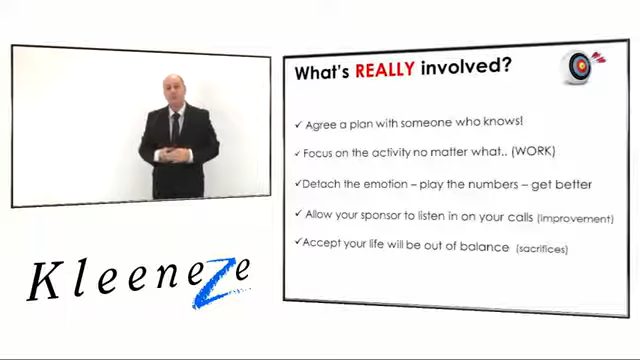 What's REALLY involved?
✓ Agree a plan with someone who knows!
✓ Focus on the activity no matter what.. (WORK)
✓Detach the emotion – play the numbers – get better
✓ Allow your sponsor to listen in on your calls (improvement)
✓Accept your life will be out of balance (sacrifices)
Kleeneze